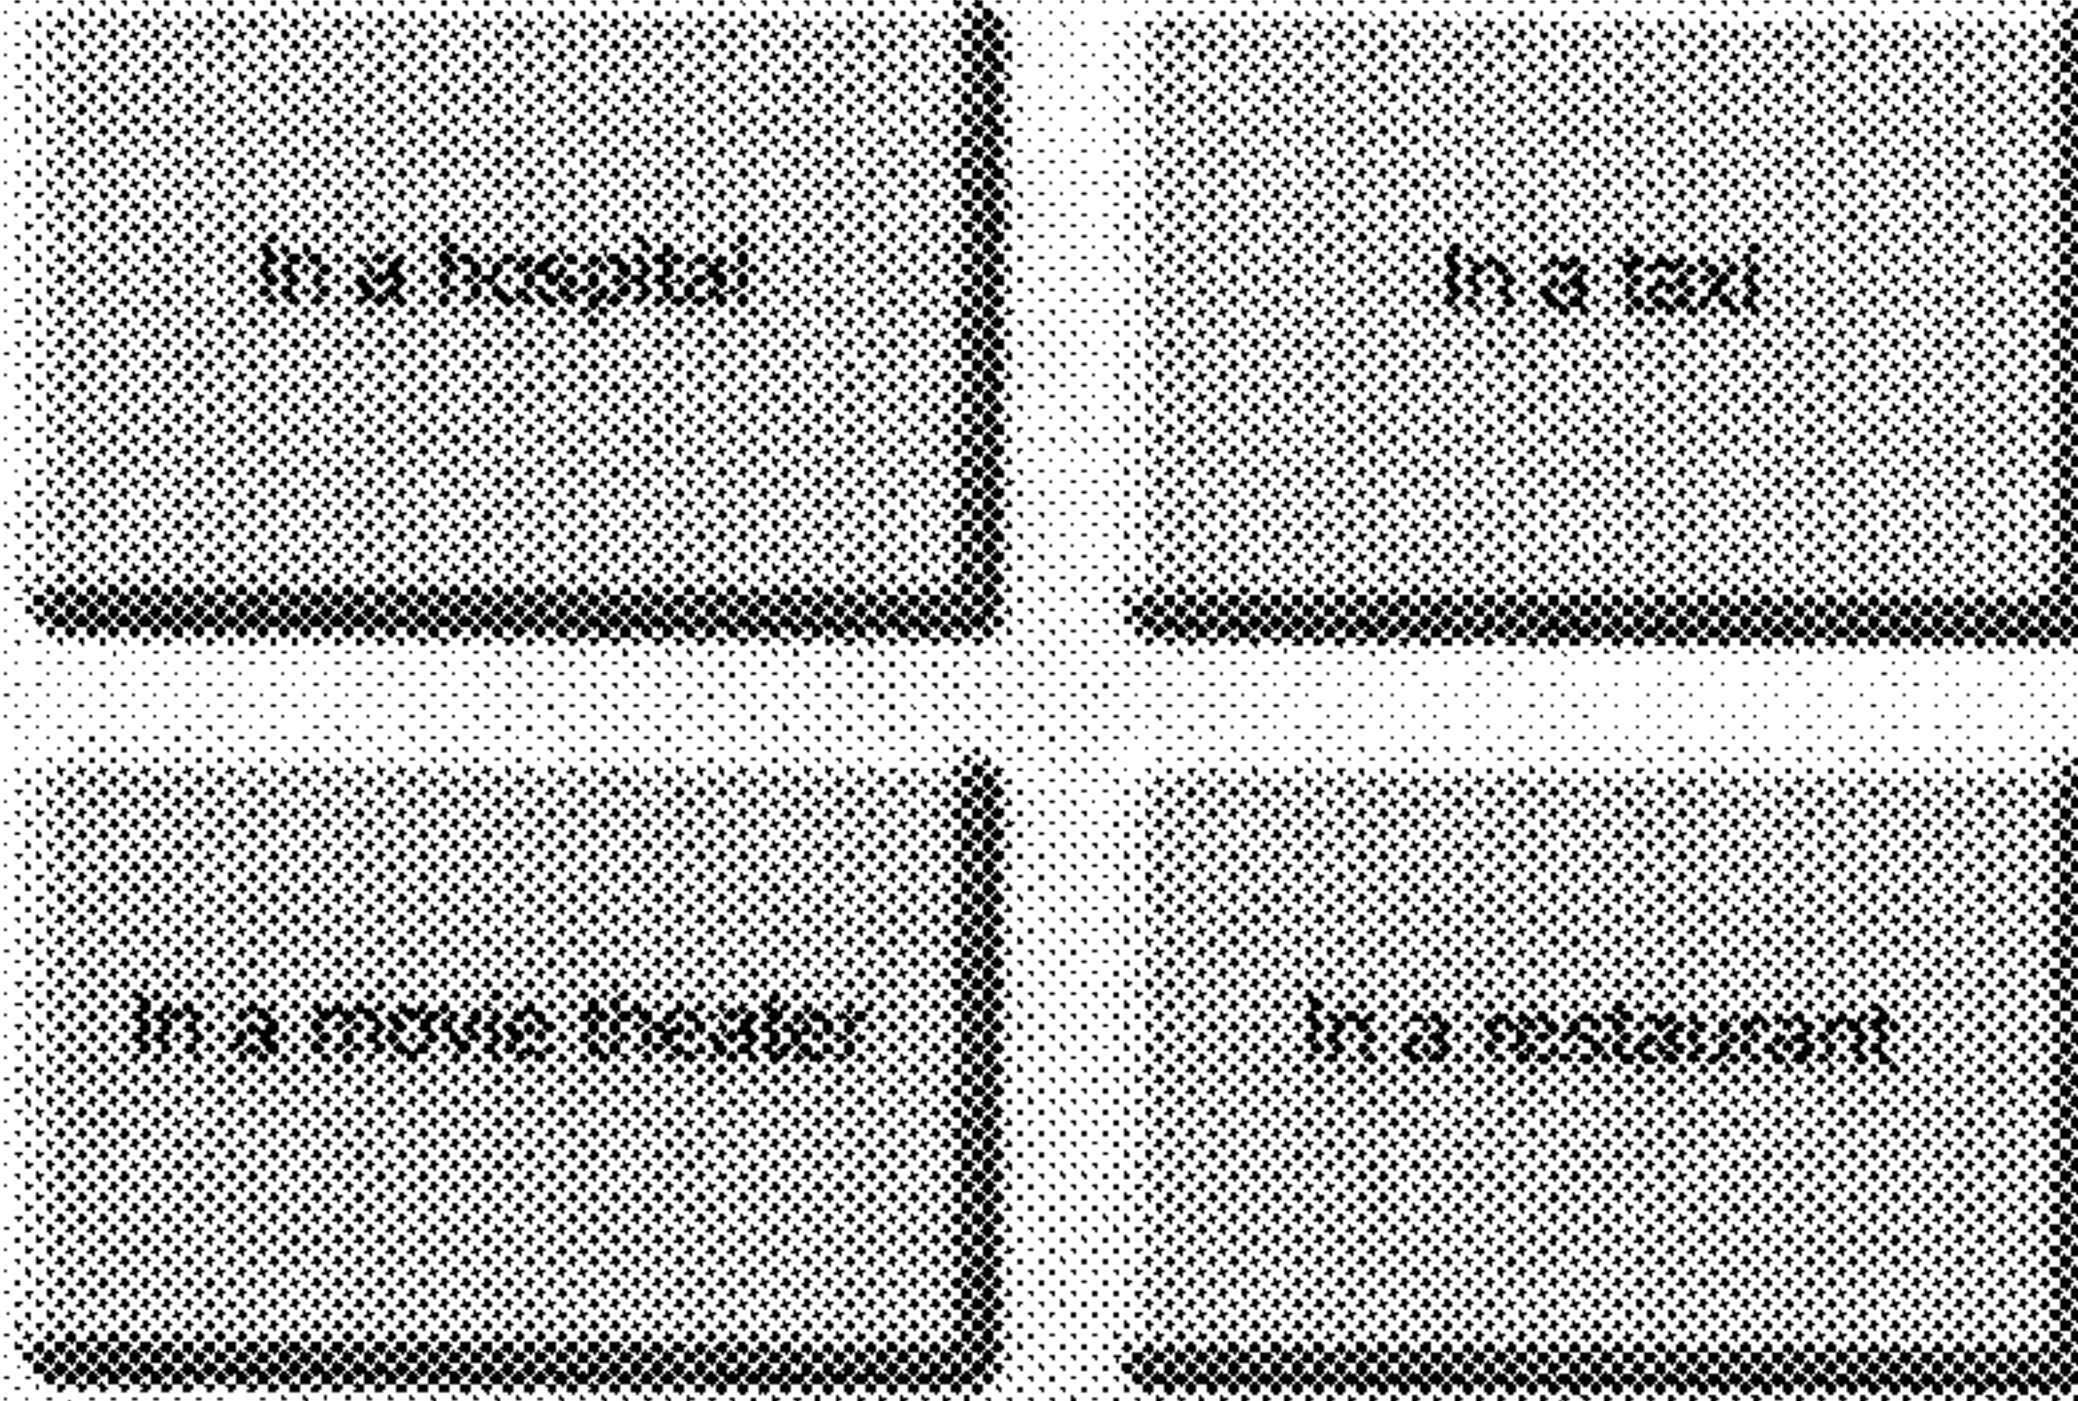 In a hospital
In a taxi
In a movie theater
In a restaurant